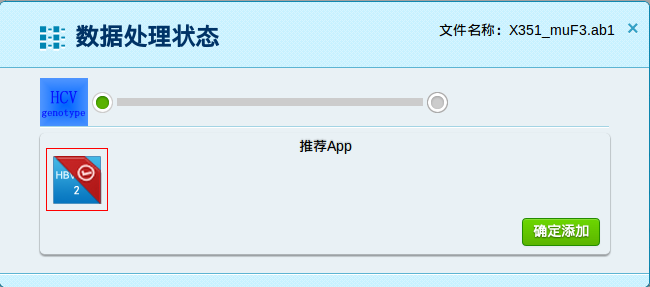 数据处理状态
文件名称：X351_muF3.ab1
HCV
genotype
推荐App
HBV
2
确定添加